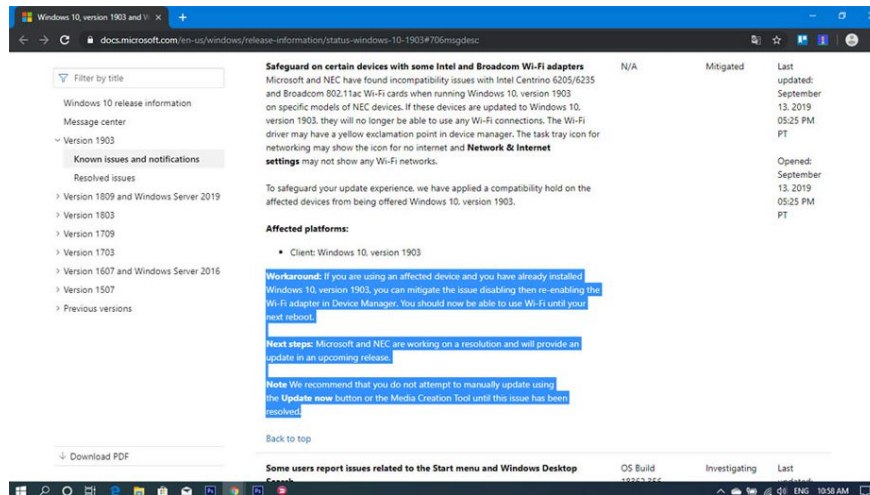 Windows 10, version 1903 and W
docs.microsoft.com/en-us/windows/release-information/status-windows-10-1903#706msgdesc
Filter by title
Windows 10 release information
Message center
Version 1903
Known issues and notifications
Resolved issues
Version 1809 and Windows Server 2019
Version 1803
Version 1709
Version 1703
Version 1607 and Windows Server 2016
Version 1507
Previous versions
Download PDF
Safeguard on certain devices with some Intel and Broadcom Wi-Fi adapters
Microsoft and NEC have found incompatibility issues with Intel Centrino 6205/6235
and Broadcom 802.11ac Wi-Fi cards when running Windows 10, version 1903
on specific models of NEC devices. If these devices are updated to Windows 10,
version 1903, they will no longer be able to use any Wi-Fi connections. The Wi-Fi
driver may have a yellow exclamation point in device manager. The task tray icon for
networking may show the icon for no internet and Network & Internet
settings may not show any Wi-Fi networks.
To safeguard your update experience, we have applied a compatibility hold on the
affected devices from being offered Windows 10, version 1903.
Affected platforms:
• Client: Windows 10, version 1903
Workaround: If you are using an affected device and you have already installed
Windows 10, version 1903, you can mitigate the issue disabling then re-enabling the
Wi-Fi adapter in Device Manager. You should now be able to use Wi-Fi until your
next reboot.
Next steps: Microsoft and NEC are working on a resolution and will provide an
update in an upcoming release.
Note We recommend that you do not attempt to manually update using
the Update now button or the Media Creation Tool until this issue has been
resolved.
Back to top
N/A
Mitigated
Last
updated:
September
13, 2019
05:25 PM
PT
Opened:
September
13, 2019
05:25 PM
PT
Some users report issues related to the Start menu and Windows Desktop
Search
OS Build
18362.356
Investigating
Last
updated:
ENG
10:58 AM